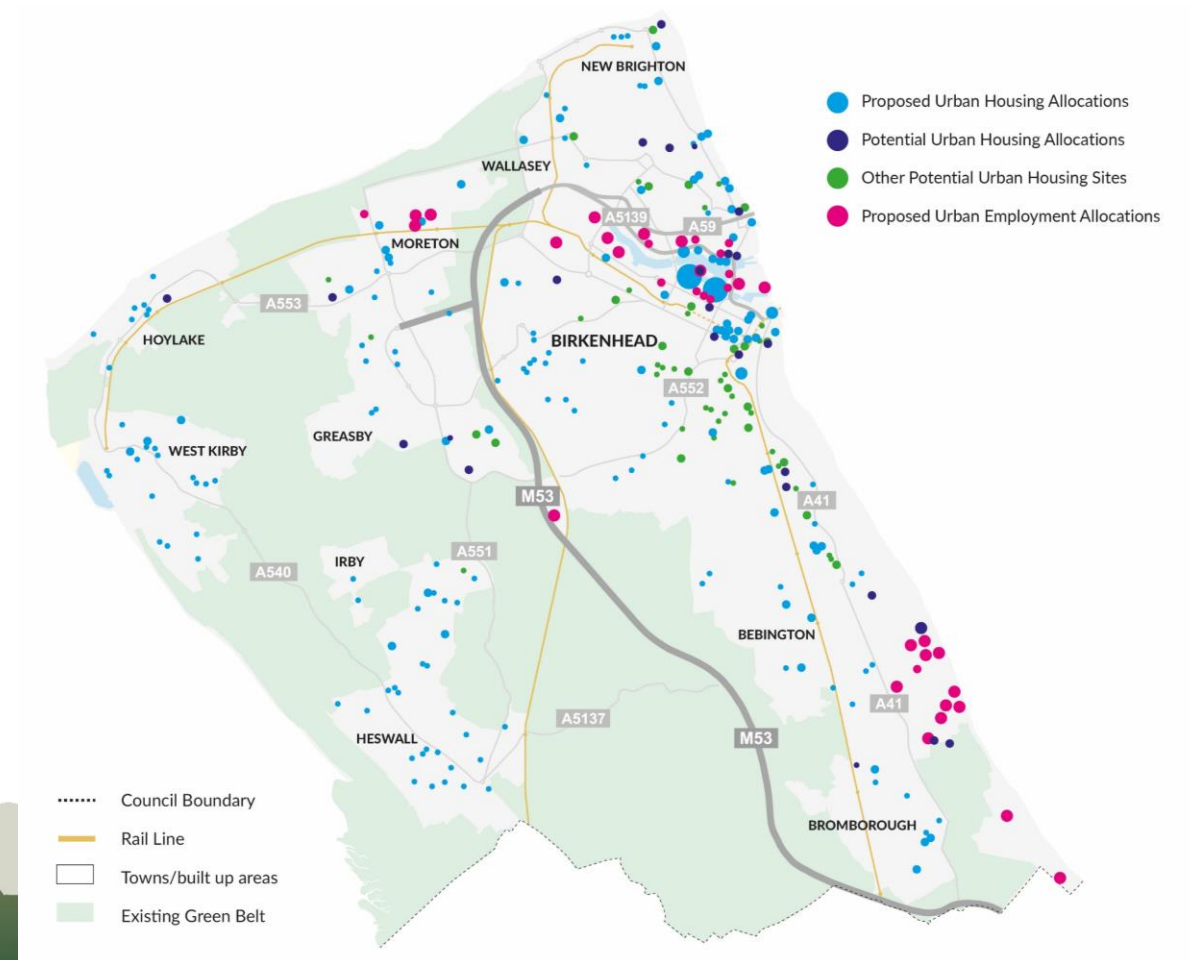 NEW BRIGHTON
Proposed Urban Housing Allocations
Potential Urban Housing Allocations
Other Potential Urban Housing Sites
Proposed Urban Employment Allocations
WALLASEY
A5139
A59
MORETON
A553
HOYLAKE
BIRKENHEAD
A552
GREASBY
WEST KIRBY
M53
A41
IRBY
A551
A540
BEBINGTON
A41
A5137
HESWALL
M53
BROMBOROUGH
Council Boundary
Rail Line
Towns/built up areas
Existing Green Belt